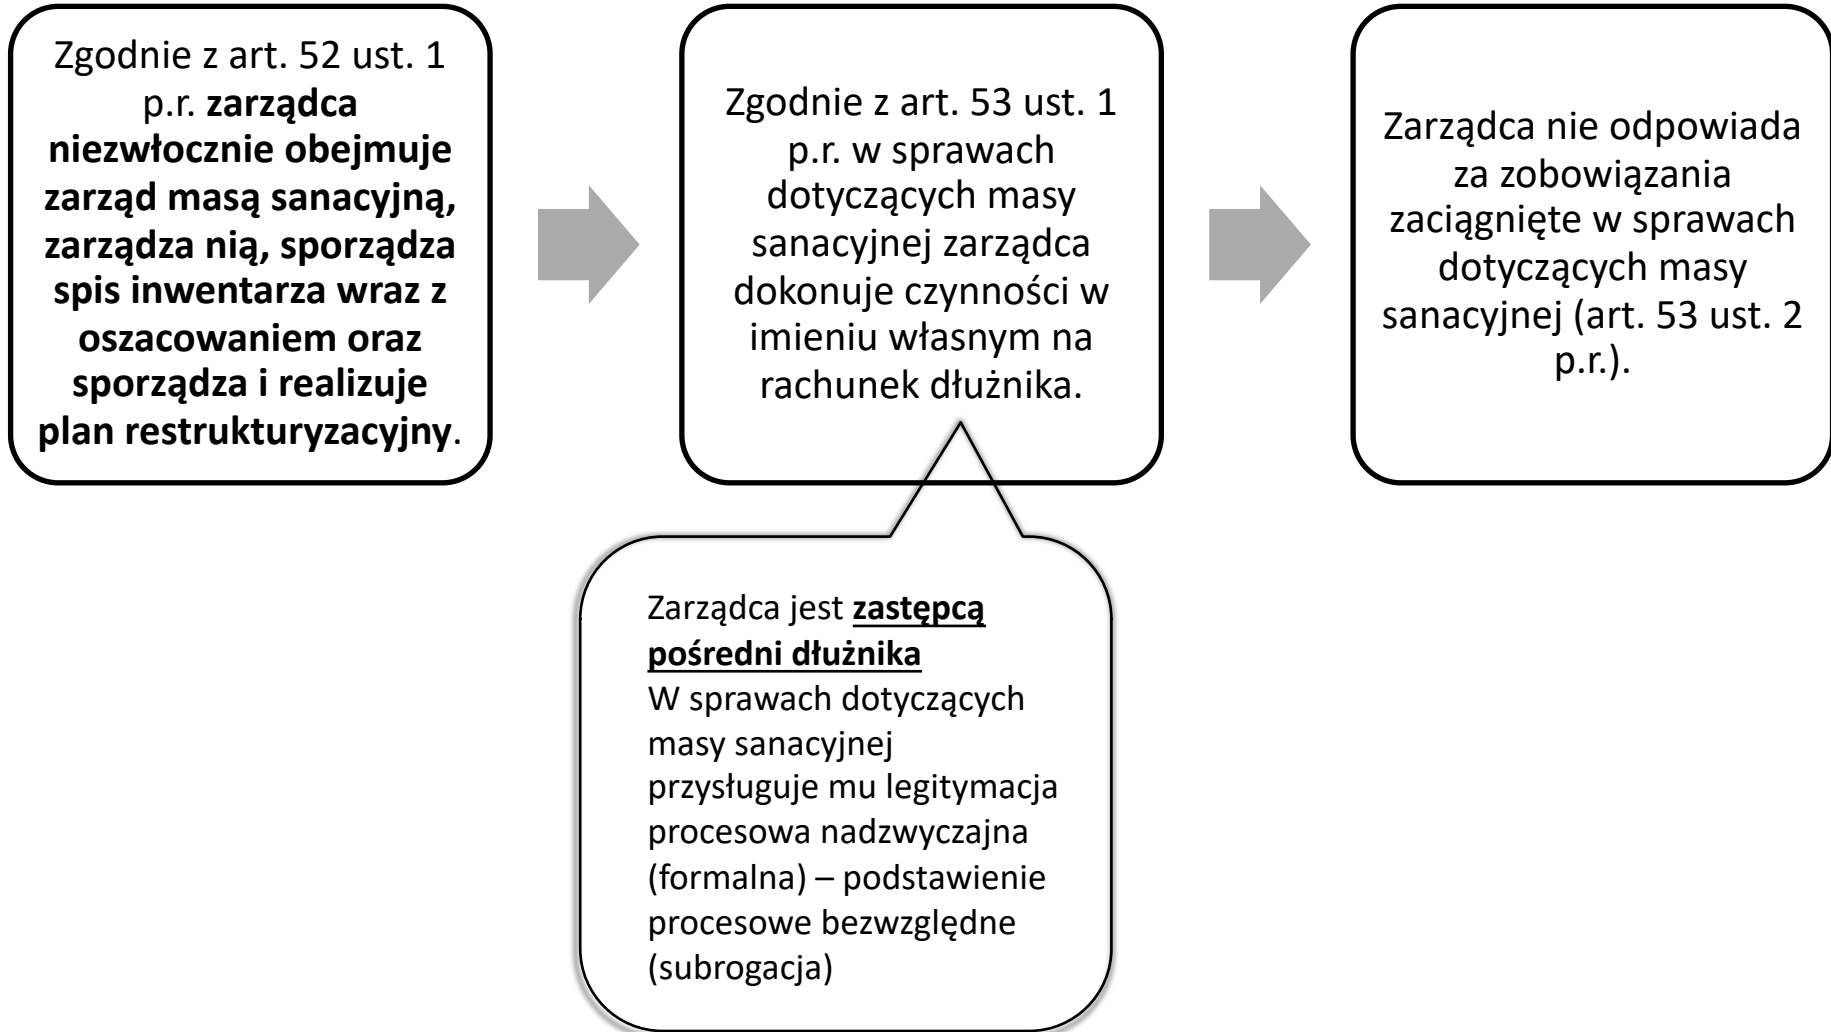 Zgodnie z art. 52 ust. 1
p.r. zarządca
niezwłocznie obejmuje
zarząd masą sanacyjną,
zarządza nią, sporządza
spis inwentarza wraz z
oszacowaniem oraz
sporządza i realizuje
plan restrukturyzacyjny.
Zgodnie z art. 53 ust. 1
p.r. w sprawach
dotyczących masy
sanacyjnej zarządca
dokonuje czynności w
imieniu własnym na
rachunek dłużnika.
Zarządca nie odpowiada
za zobowiązania
zaciągnięte w sprawach
dotyczących masy
sanacyjnej (art. 53 ust. 2
p.r.).
Zarządca jest zastępcą
pośredni dłużnika
W sprawach dotyczących
masy sanacyjnej
przysługuje mu legitymacja
procesowa nadzwyczajna
(formalna) – podstawienie
procesowe bezwzględne
(subrogacja)